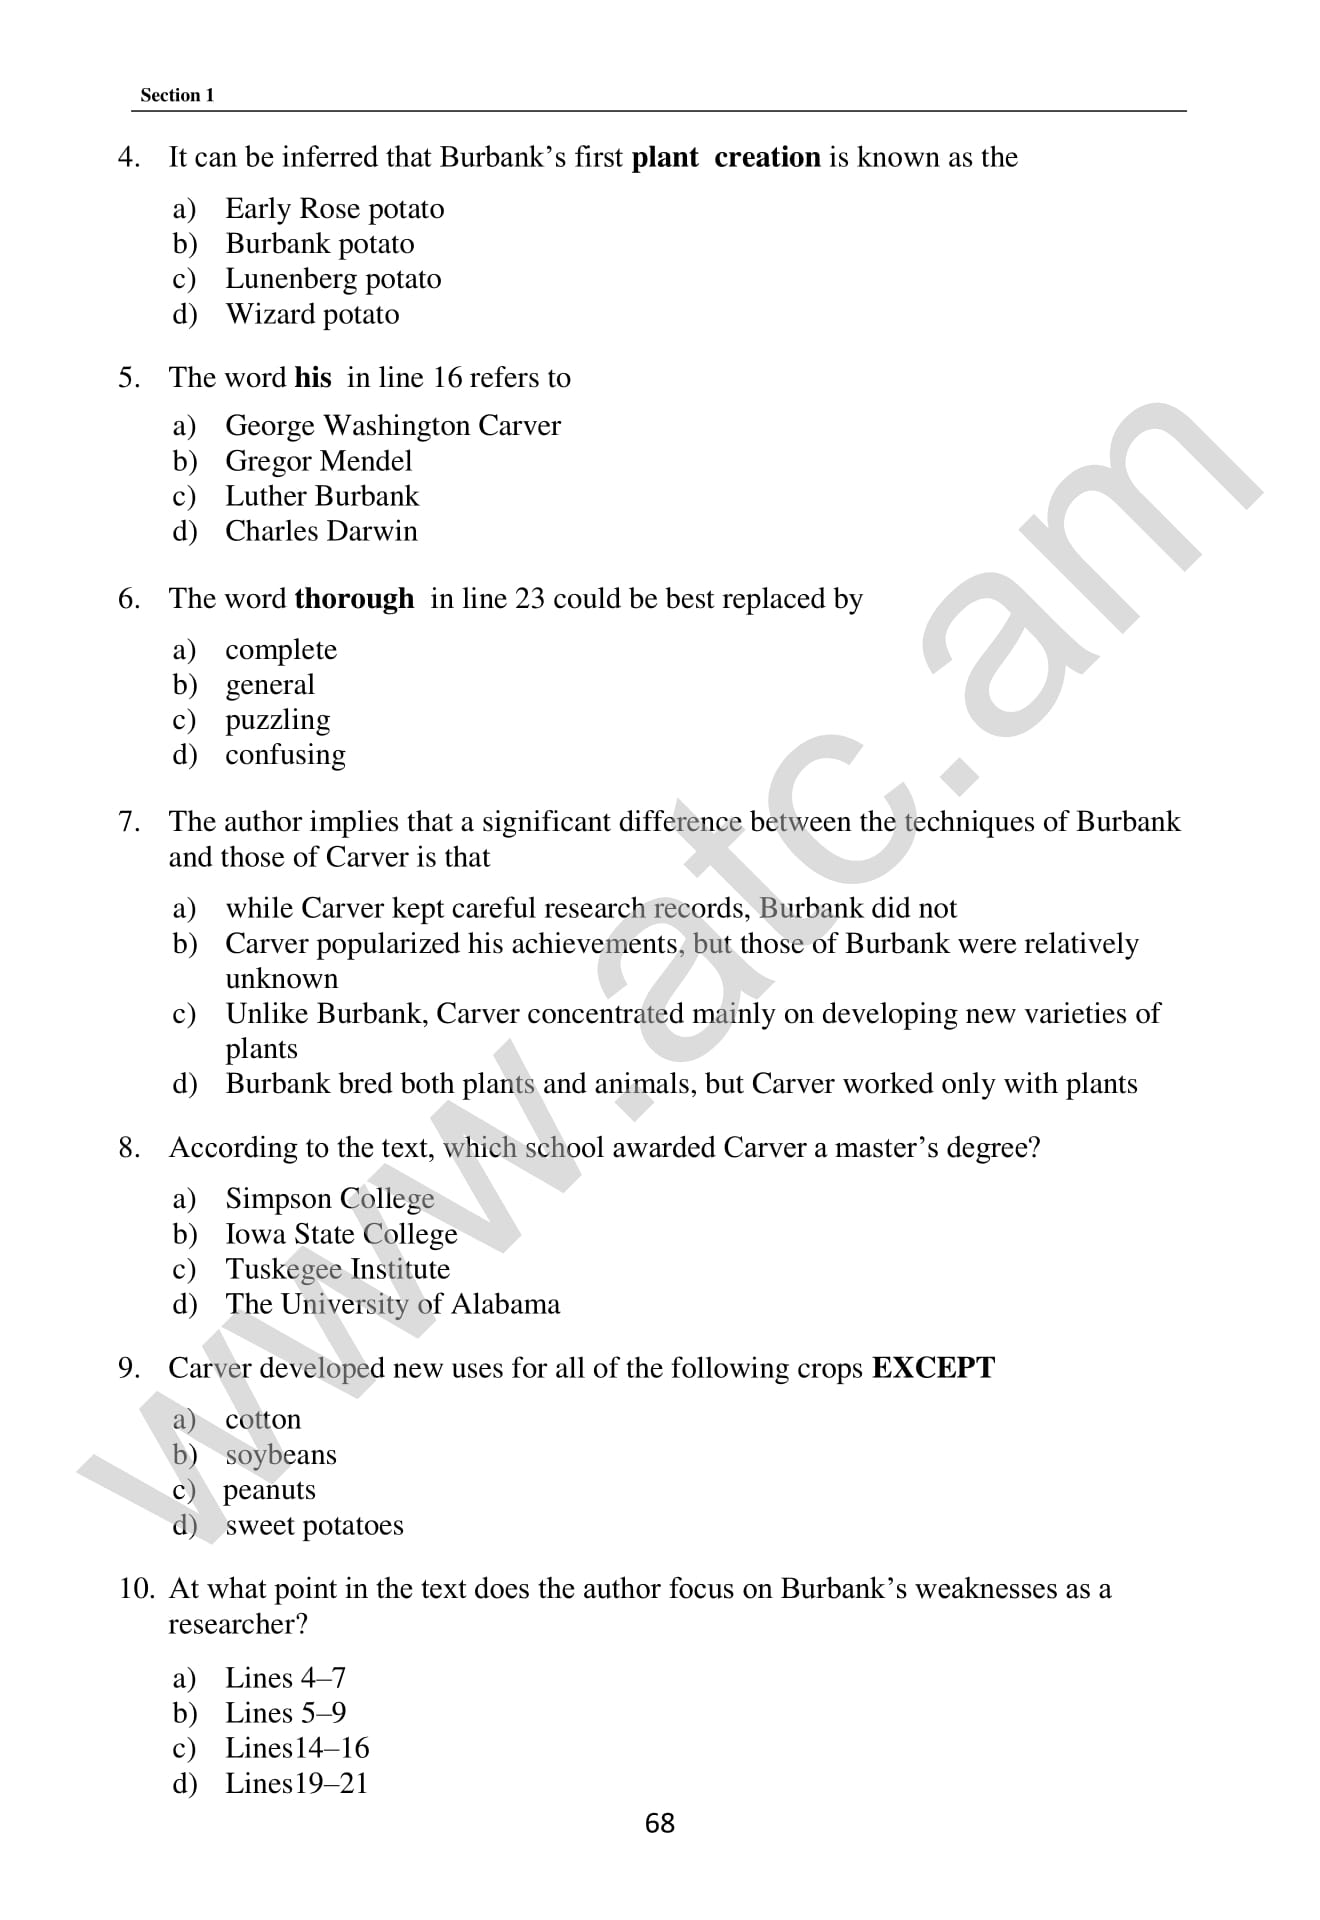 Section 1
4. It can be inferred that Burbank’s first plant creation is known as the
a) Early Rose potato
b) Burbank potato
c) Lunenberg potato
d) Wizard potato
5. The word his in line 16 refers to
a) George Washington Carver
b) Gregor Mendel
c) Luther Burbank
d) Charles Darwin
6. The word thorough in line 23 could be best replaced by
a) complete
b) general
c) puzzling
d) confusing
7. The author implies that a significant difference between the techniques of Burbank
and those of Carver is that
a) while Carver kept careful research records, Burbank did not
b) Carver popularized his achievements, but those of Burbank were relatively
unknown
c) Unlike Burbank, Carver concentrated mainly on developing new varieties of
plants
d) Burbank bred both plants and animals, but Carver worked only with plants
8. According to the text, which school awarded Carver a master’s degree?
a) Simpson College
b) Iowa State College
c) Tuskegee Institute
d) The University of Alabama
9. Carver developed new uses for all of the following crops EXCEPT
a) cotton
b) soybeans
c) peanuts
d) sweet potatoes
10. At what point in the text does the author focus on Burbank’s weaknesses as a
researcher?
a) Lines 4–7
b) Lines 5–9
c) Lines14–16
d) Lines19–21
68
www.atc.am